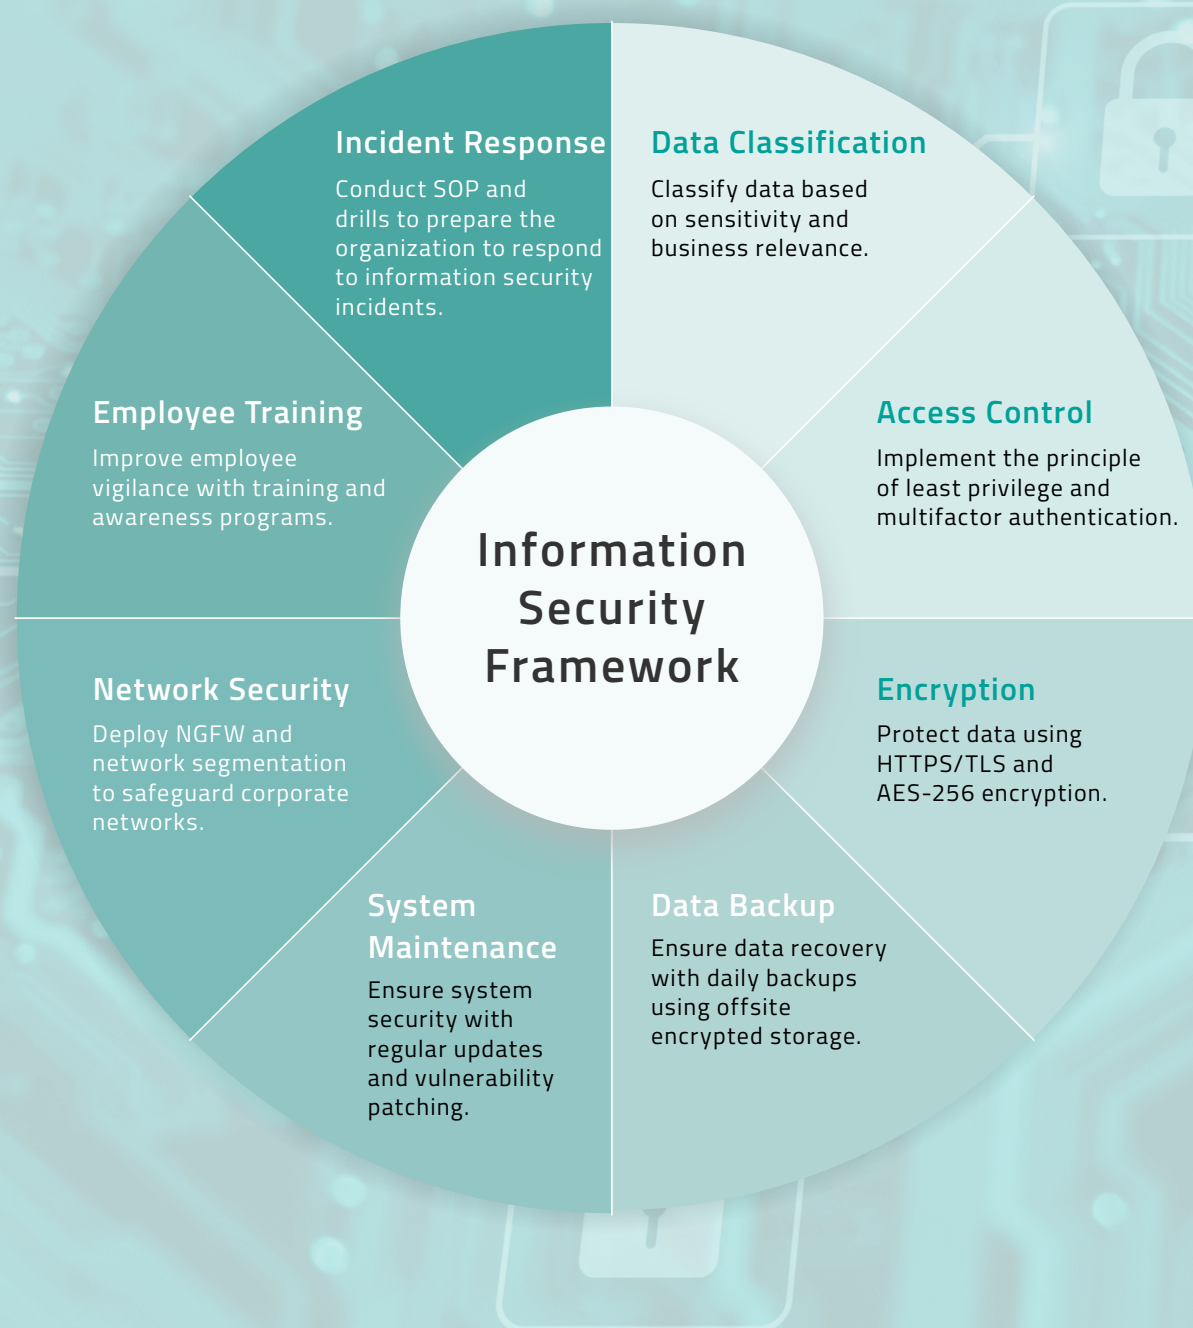 Information
Security
Framework
Data Classification
Classify data based
on sensitivity and
business relevance.
Access Control
Implement the principle
of least privilege and
multifactor authentication.
Encryption
Protect data using
HTTPS/TLS and
AES-256 encryption.
Data Backup
Ensure data recovery
with daily backups
using offsite
encrypted storage.
System
Maintenance
Ensure system
security with
regular updates
and vulnerability
patching.
Network Security
Deploy NGFW and
network segmentation
to safeguard corporate
networks.
Employee Training
Improve employee
vigilance with training and
awareness programs.
Incident Response
Conduct SOP and
drills to prepare the
organization to respond
to information security
incidents.